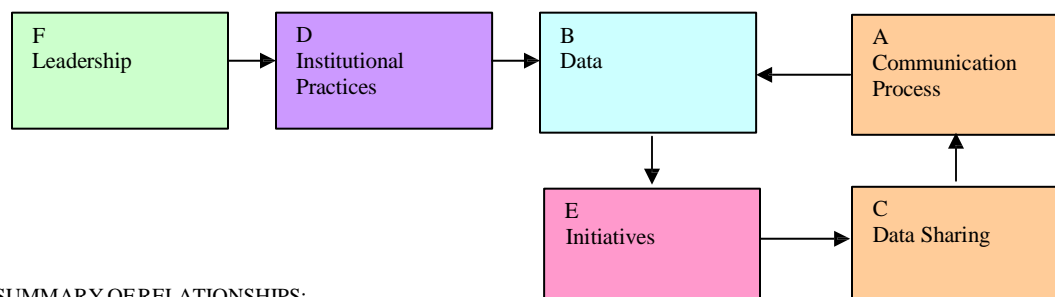 F
Leadership
D
Institutional
Practices
B
Data
A
Communication
Process
E
Initiatives
C
Data Sharing
SUMMARY OF RELATIONSHIPS: